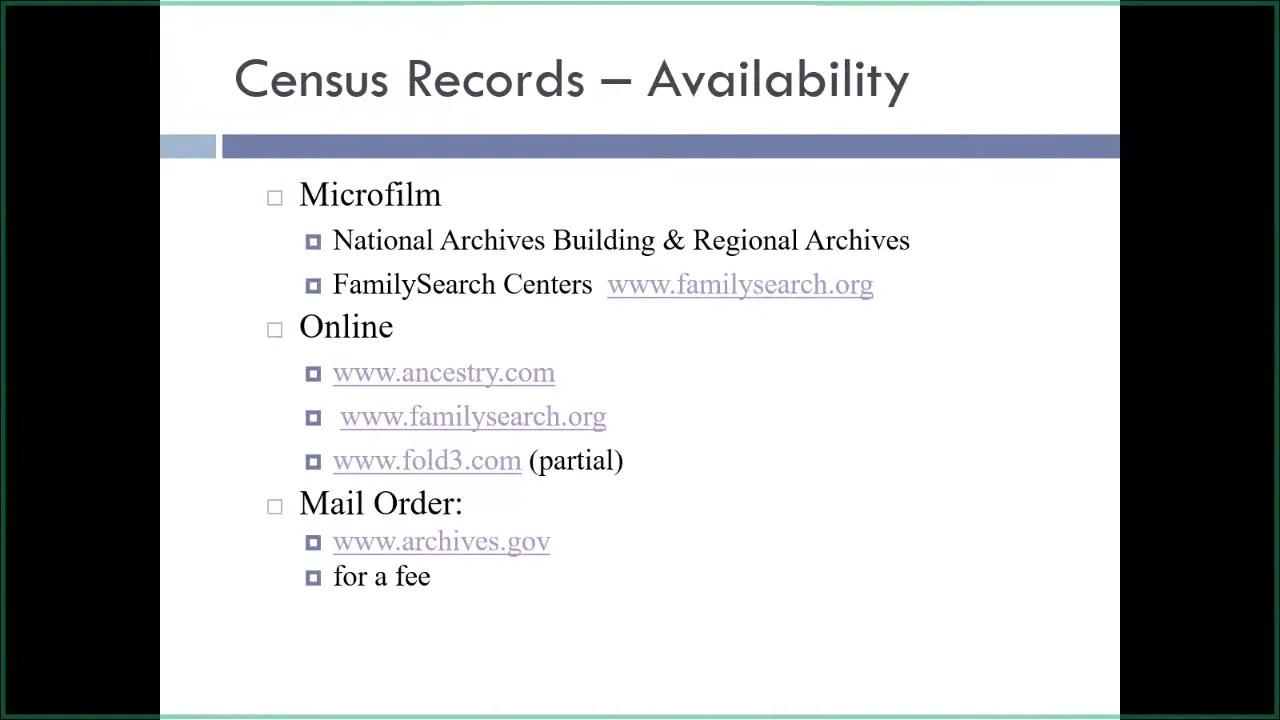 Census Records – Availability
Microfilm
National Archives Building & Regional Archives
FamilySearch Centers www.familysearch.org
Online
www.ancestry.com
www.familysearch.org
www.fold3.com (partial)
Mail Order:
www.archives.gov
for a fee